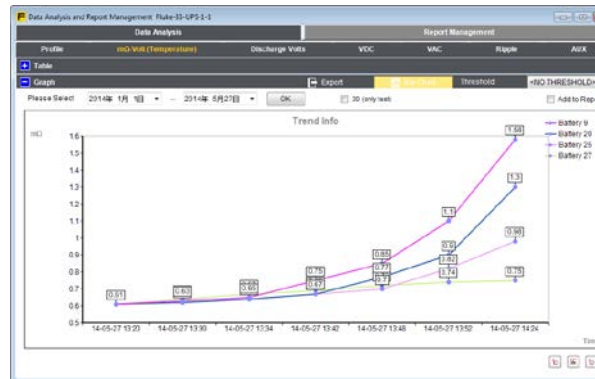 Data Analysis and Report Management Fluke-33-UPS-1-1
Data Analysis Report Management
Profile mΩ-Volt (Temperature) Discharge Volts VDC VAC Ripple AUX
Table
Graph Export Threshold <NO THRESHOLD>
Please Select 2014年 1月 1日 -- 2014年 5月27日 OK 3D (only last) Add to Rep
Trend Info
mΩ
Battery 9
Battery 20
Battery 25
Battery 27
1.6
1.5
1.4
1.3
1.2
1.1
1
0.9
0.8
0.7
0.6
0.5
1.58
1.3
1.1
0.98
0.9
0.85
0.82
0.77
0.75
0.75
0.74
0.67
0.63
0.61
14-05-27 13:23 14-05-27 13:30 14-05-27 13:34 14-05-27 13:42 14-05-27 13:48 14-05-27 13:52 14-05-27 14:24